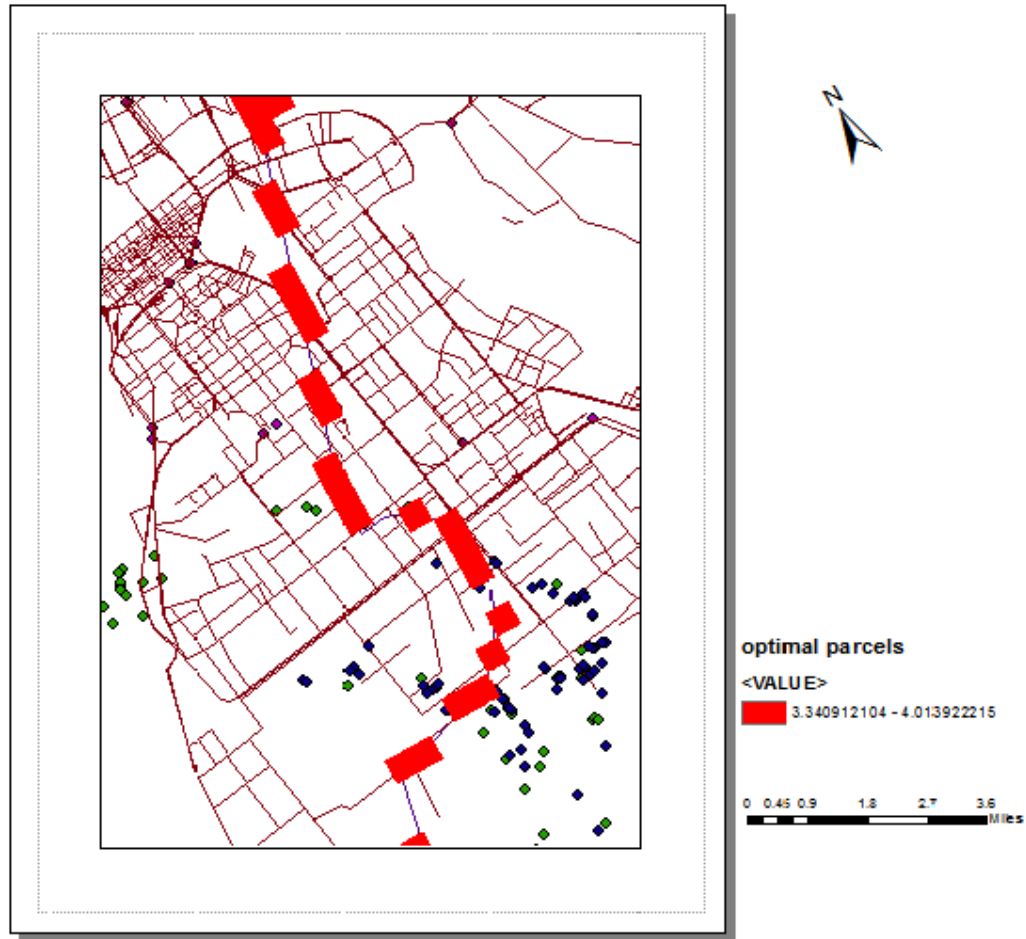 N
optimal parcels
<VALUE>
3.340912104 - 4.013922215
0 0.45 0.9 1.8 2.7 3.6
Miles